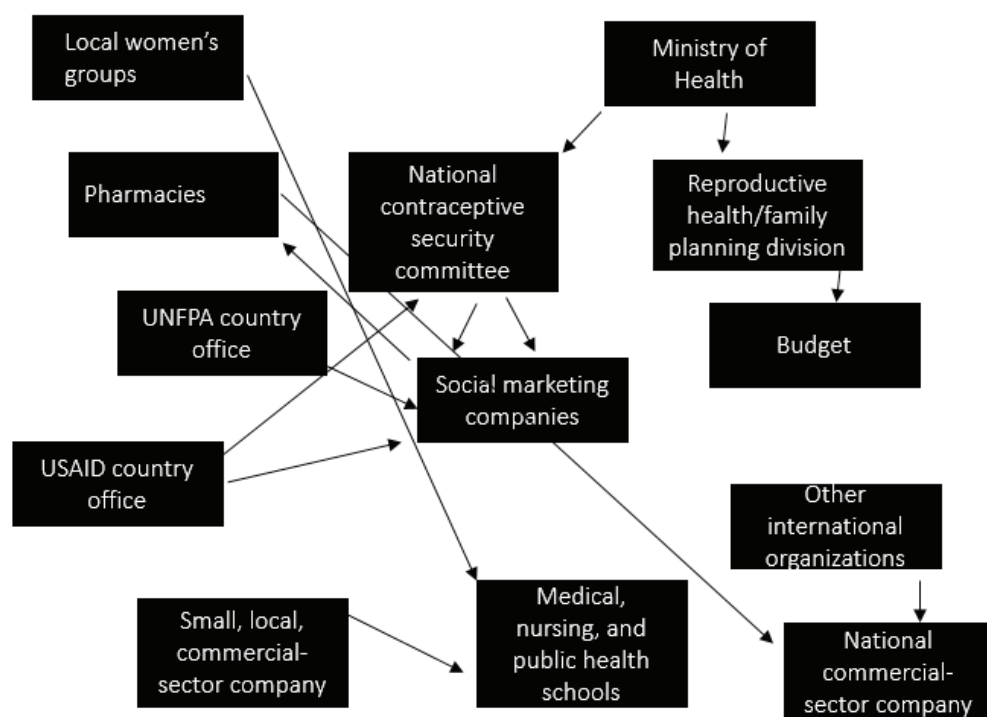 Local women's
groups
Ministry of
Health
Pharmacies
National
contraceptive
security
committee
Reproductive
health/family
planning division
UNFPA country
office
Budget
Social marketing
companies
USAID country
office
Other
international
organizations
Small, local,
commercial-
sector company
Medical,
nursing, and
public health
schools
National
commercial-
sector company